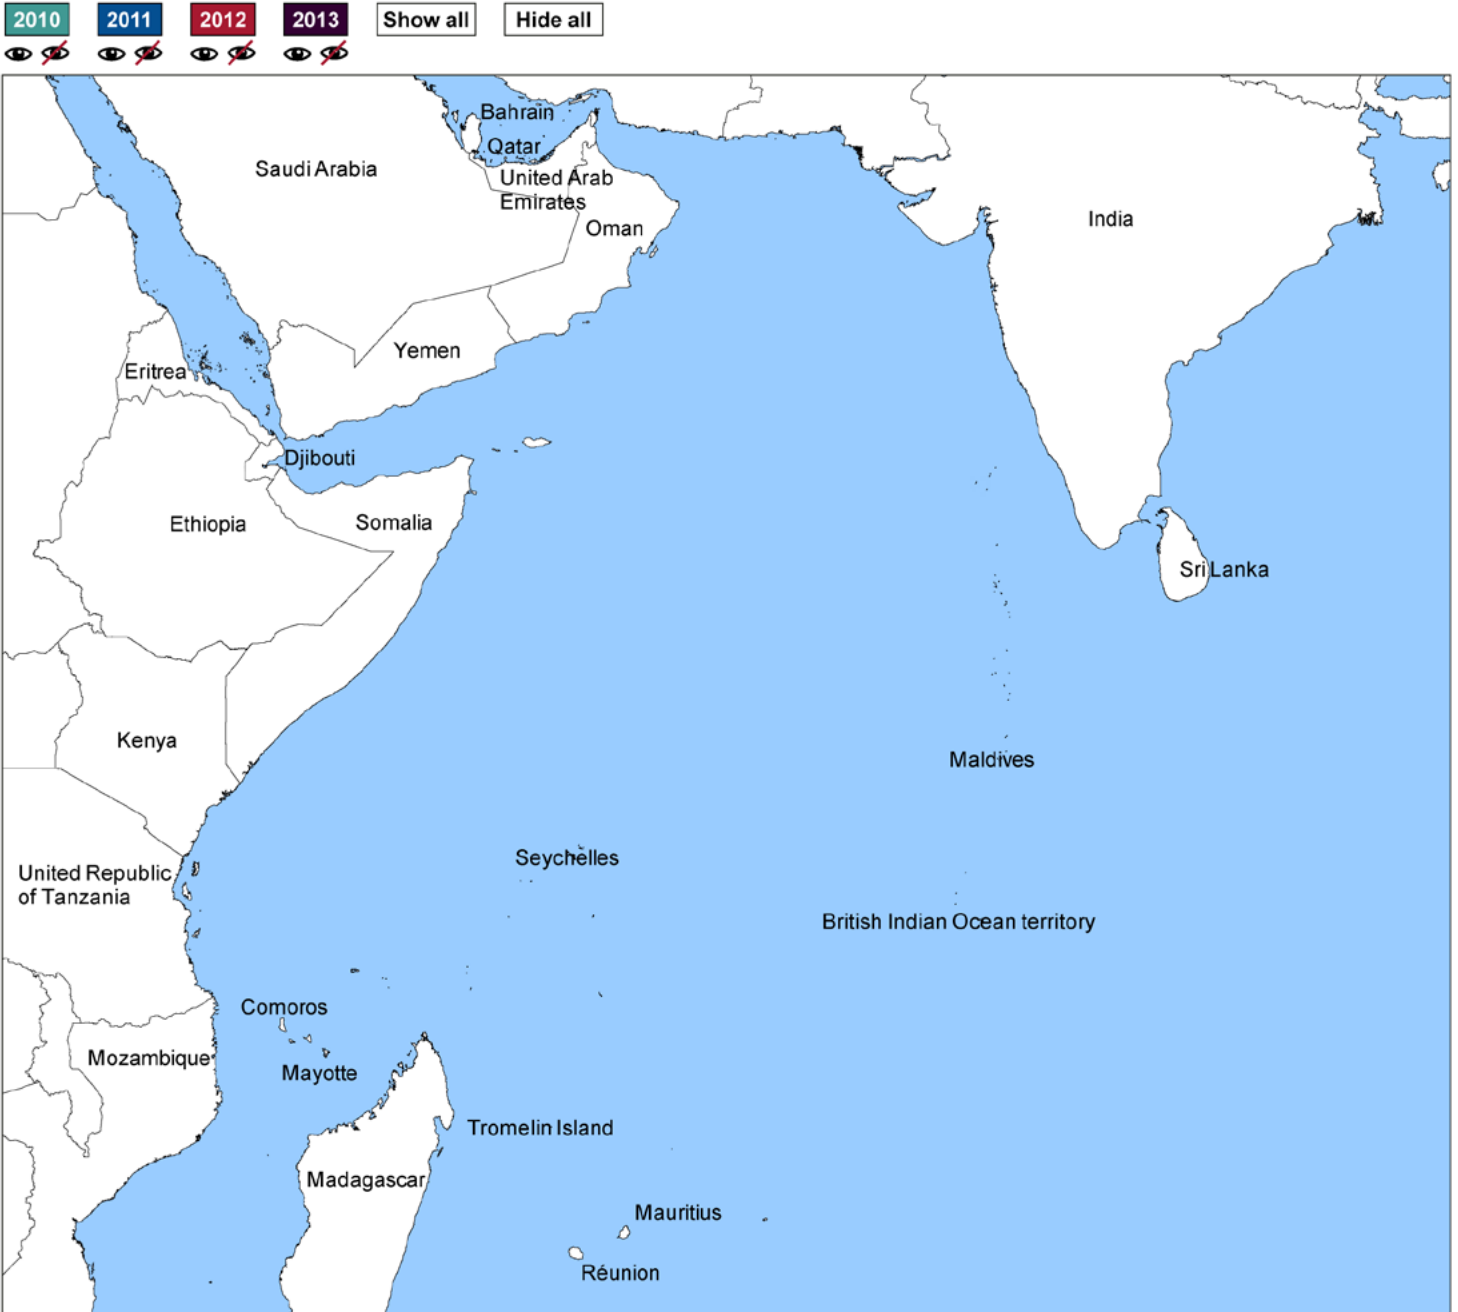 2010 2011 2012 2013 Show all Hide all
Bahrain
Qatar
Saudi Arabia
United Arab
Emirates
Oman
India
Yemen
Eritrea
Djibouti
Ethiopia
Somalia
Sri Lanka
Kenya
Maldives
Seychelles
United Republic
of Tanzania
British Indian Ocean territory
Comoros
Mozambique
Mayotte
Tromelin Island
Madagascar
Mauritius
Réunion